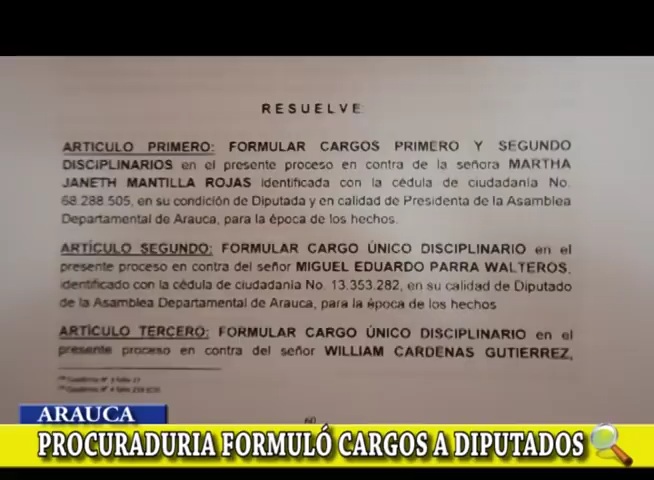 RESUELVE
ARTICULO PRIMERO: FORMULAR CARGOS PRIMERO Y SEGUNDO
DISCIPLINARIOS en el presente proceso en contra de la señora MARTHA
JANETH MANTILLA ROJAS identificada con la cédula de ciudadanía No.
68.288.505, en su condición de Diputada y en calidad de Presidenta de la Asamblea
Departamental de Arauca, para la época de los hechos.
ARTÍCULO SEGUNDO: FORMULAR CARGO ÚNICO DISCIPLINARIO en el
presente proceso en contra del señor MIGUEL EDUARDO PARRA WALTEROS,
identificado con la cédula de ciudadanía No. 13.353.282, en su calidad de Diputado
de la Asamblea Departamental de Arauca, para la época de los hechos
ARTÍCULO TERCERO: FORMULAR CARGO ÚNICO DISCIPLINARIO en el
presente proceso en contra del señor WILLIAM CARDENAS GUTIERREZ,
60
ARAUCA
PROCURADURIA FORMULÓ CARGOS A DIPUTADOS